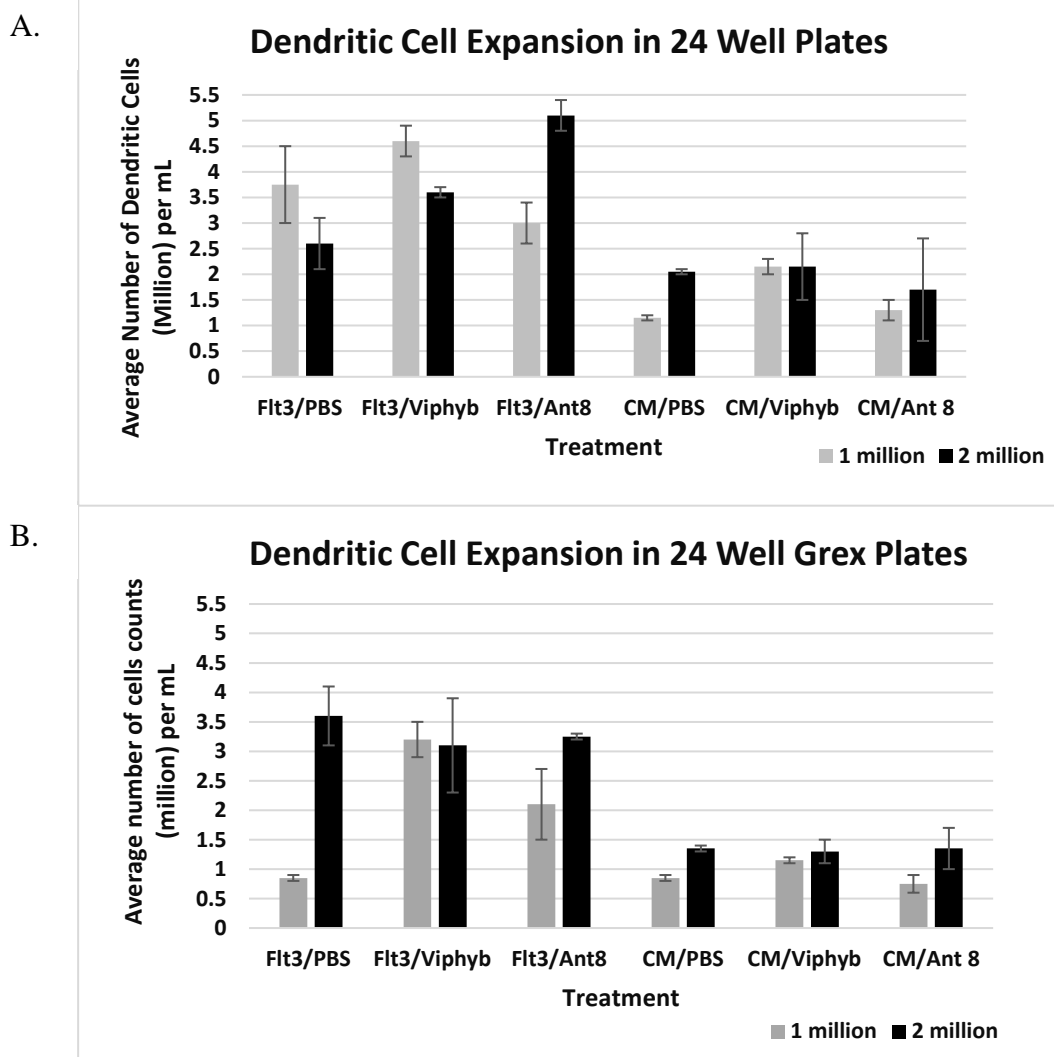 A.
Dendritic Cell Expansion in 24 Well Plates
Average Number of Dendritic Cells
(Million) per mL
5.5
5
4.5
4
3.5
3
2.5
2
1.5
1
0.5
0
Flt3/PBS Flt3/Viphyb Flt3/Ant8 CM/PBS CM/Viphyb CM/Ant 8
Treatment
1 million 2 million
B.
Dendritic Cell Expansion in 24 Well Grex Plates
Average number of cells counts
(million) per mL
5.5
5
4.5
4
3.5
3
2.5
2
1.5
1
0.5
0
Flt3/PBS Flt3/Viphyb Flt3/Ant8 CM/PBS CM/Viphyb CM/Ant 8
Treatment
1 million 2 million